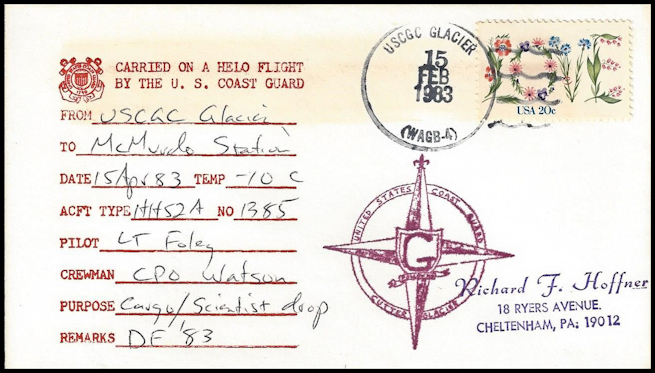 CARRIED ON A HELO FLIGHT
BY THE U. S. COAST GUARD
FROM USCGC Glacier
TO McMurdo Station
DATE 15 Apr 83 TEMP -10 C
ACFT TYPE HH52A NO 1385
PILOT LT Foley
CREWMAN CPO Watson
PURPOSE Cargo/Scientist drop
REMARKS DF '83
USCGC GLACIER
15
FEB
1983
(WAGB-4)
LOVE
USA 20c
UNITED STATES COAST GUARD
G
CUTTER GLACIER
Richard F. Hoffner
18 RYERS AVENUE.
CHELTENHAM, PA. 19012